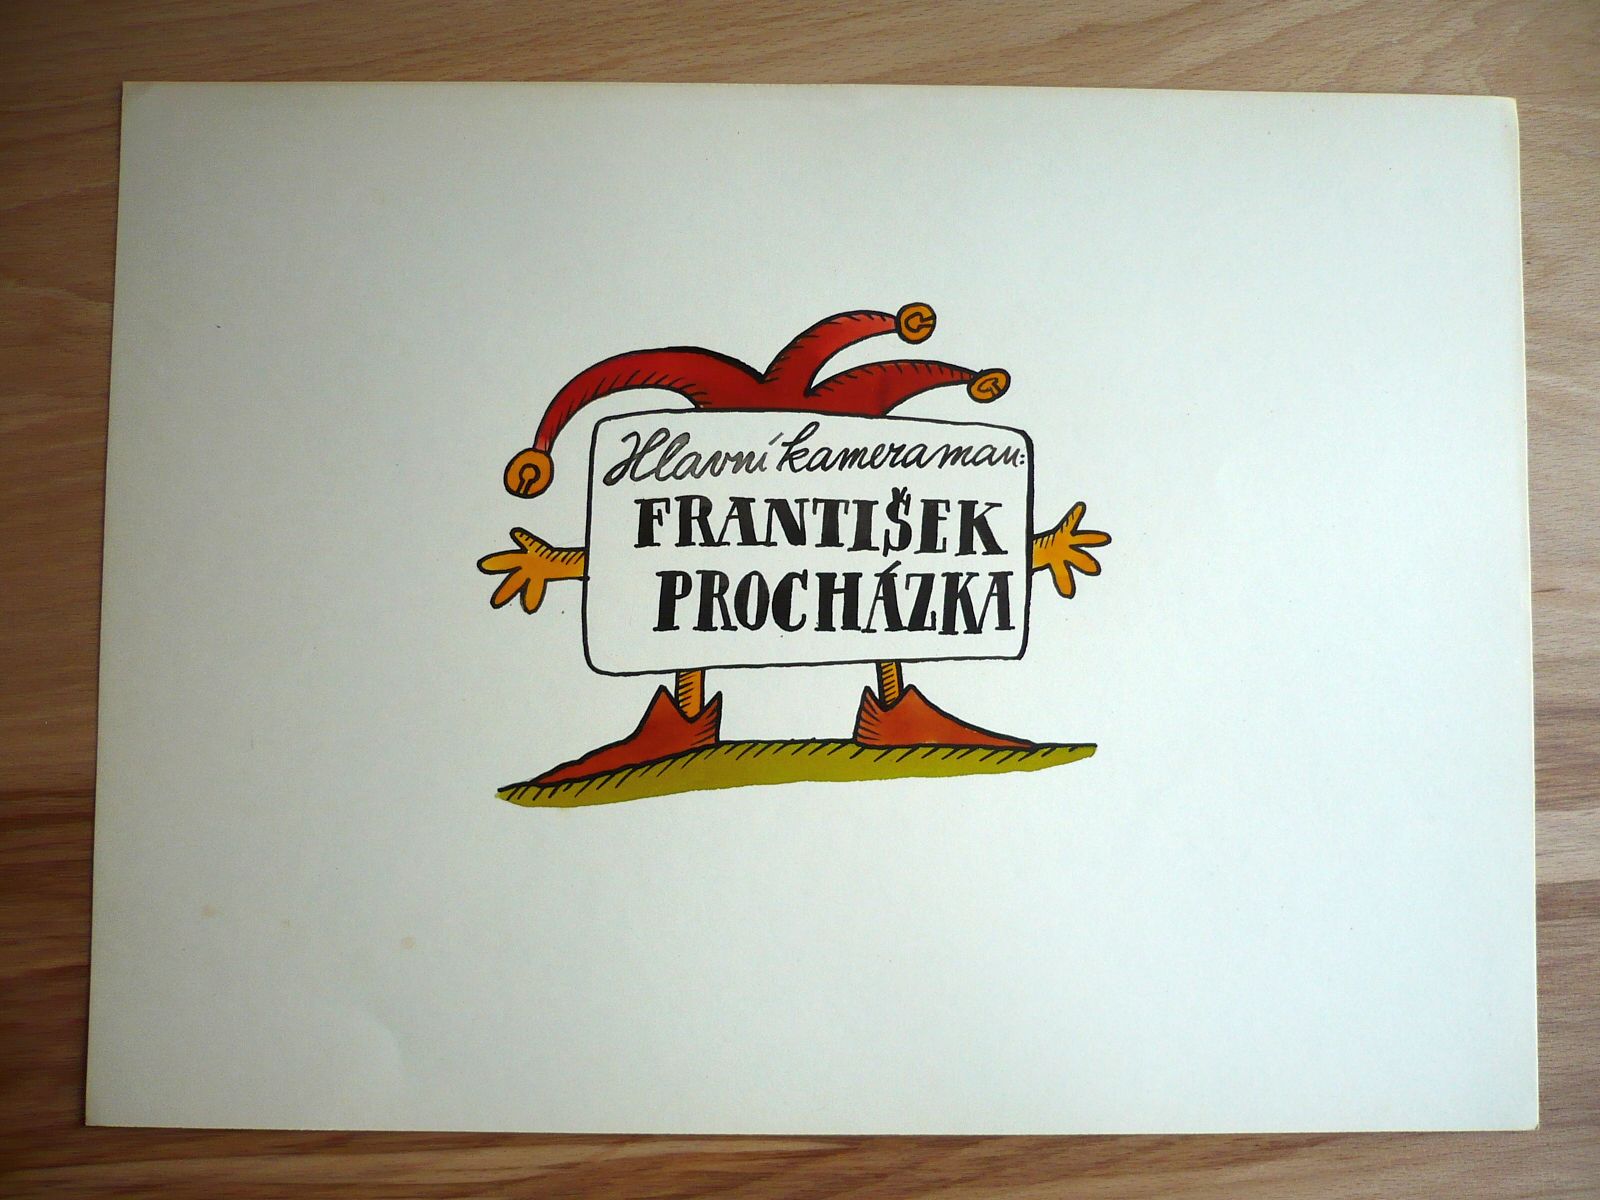 Hlavní kameraman:
FRANTIŠEK
PROCHÁZKA